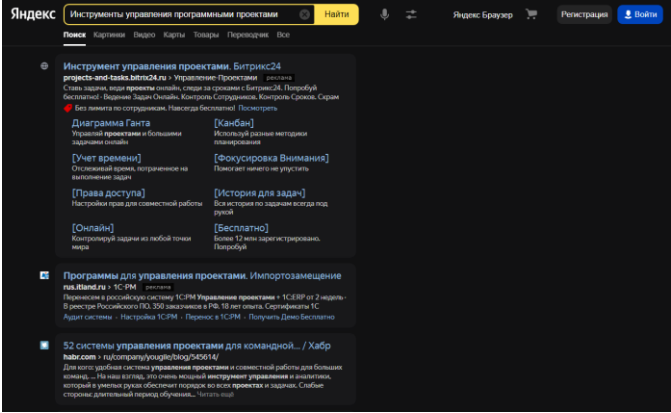 Яндекс Инструменты управления программными проектами Найти Яндекс Браузер Регистрация Войти
Поиск Картинки Видео Карты Товары Переводчик Все
Инструмент управления проектами. Битрикс24
projects-and-tasks.bitrix24.ru › Управление-Проектами реклама
Ставь задачи, веди проекты онлайн, следи за сроками с Битрикс24. Попробуй
бесплатно! · Ведение Задач Онлайн. Контроль Сотрудников. Контроль Сроков. Скрам
Без лимита по сотрудникам. Навсегда бесплатно! Посмотреть
Диаграмма Ганта
Управляй проектами и большими
задачами онлайн
[Канбан]
Используй разные методики
планирования
[Учет времени]
Отслеживай время, потраченное на
выполнение задач
[Фокусировка Внимания]
Помогает ничего не упустить
[Права доступа]
Настройки прав для совместной работы
[История для задач]
Вся история по задачам всегда под
рукой
[Онлайн]
Контролируй задачи из любой точки
мира
[Бесплатно]
Более 12 млн зарегистрировано.
Попробуй
Программы для управления проектами. Импортозамещение
rus.itland.ru › 1C-PM реклама
Перенесем в российскую систему 1С:PM Управление проектами + 1С:ERP от 2 недель ·
В реестре Российского ПО. 350 заказчиков в РФ. 18 лет опыта. Сертификаты 1С
Аудит системы · Настройка 1С:PM · Перенос в 1С:PM · Получить Демо Бесплатно
52 системы управления проектами для командной... / Хабр
habr.com › ru/company/yougile/blog/545614/
Для кого: удобная система управления проектами и совместной работы для больших
команд. ... На наш взгляд, это очень мощный инструмент управления и аналитики,
который в умелых руках обеспечит порядок во всех проектах и задачах. Слабые
стороны: длительный период обучения... Читать ещё